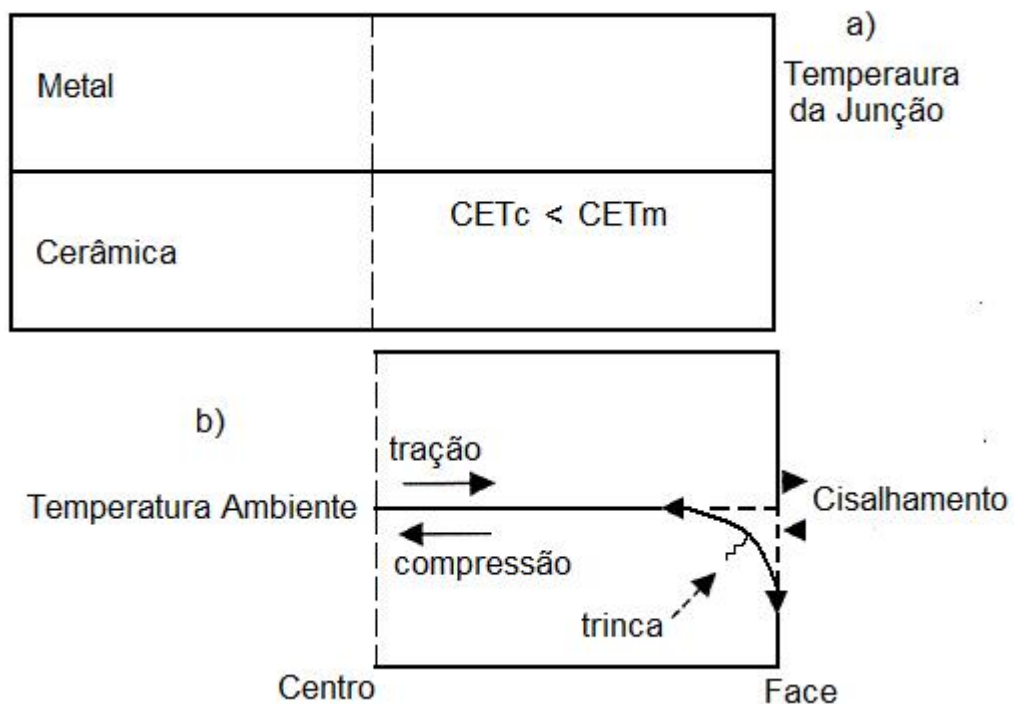 a)
Metal
Temperaura
da Junção
CETc < CETm
Cerâmica
b)
tração
Temperatura Ambiente
Cisalhamento
compressão
trinca
Centro
Face